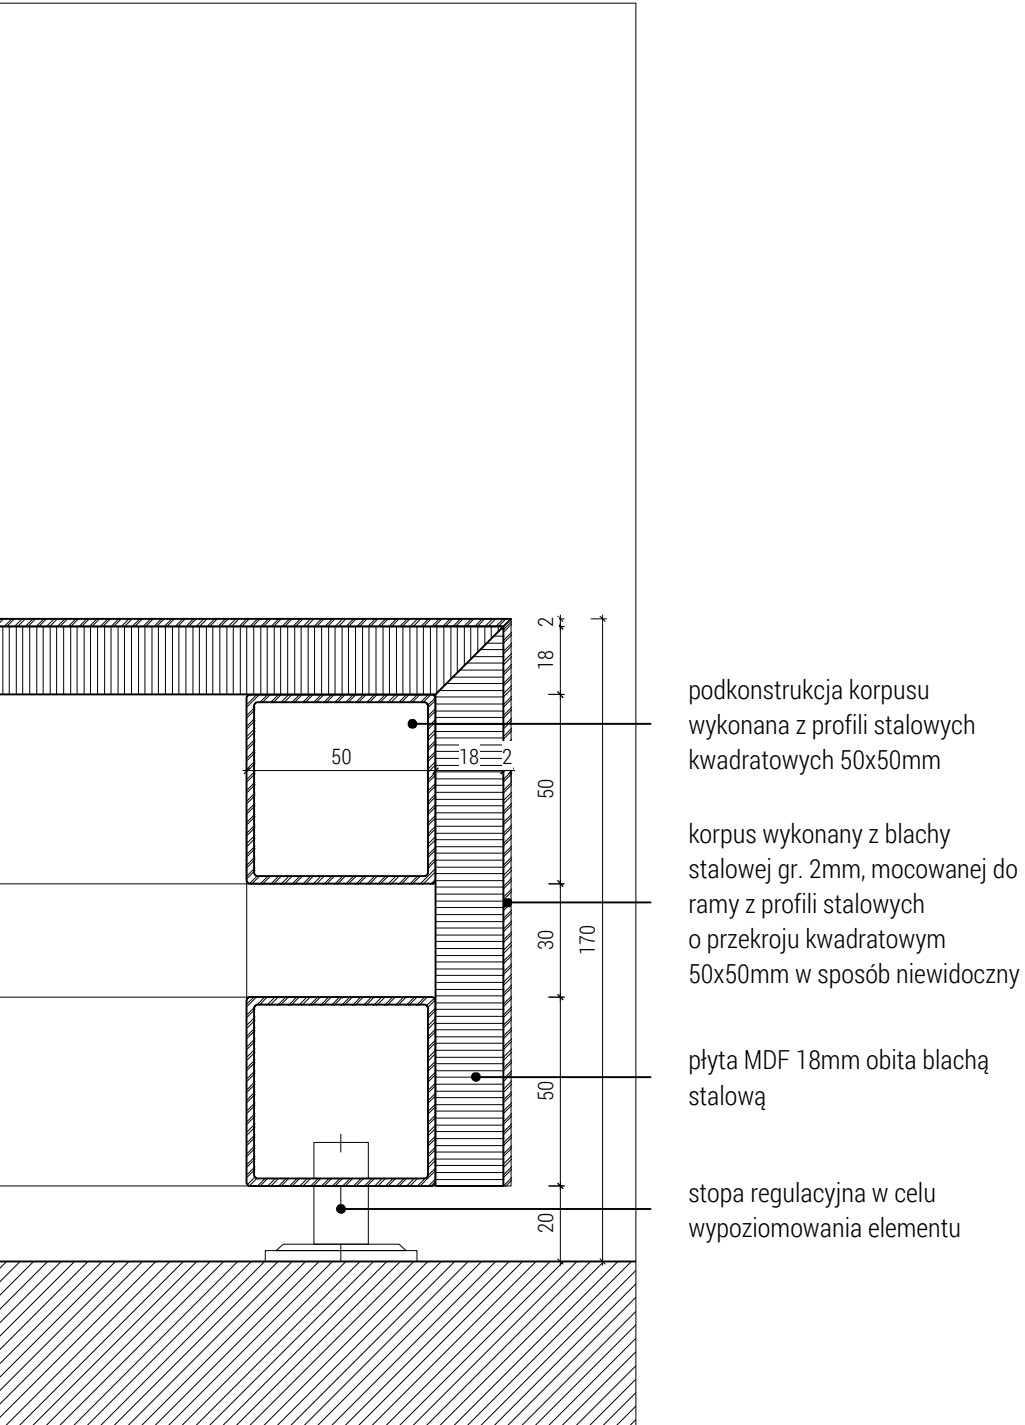 2
18
podkonstrukcja korpusu
wykonana z profili stalowych
kwadratowych 50x50mm
50
18
2
50
korpus wykonany z blachy
stalowej gr. 2mm, mocowanej do
ramy z profili stalowych
o przekroju kwadratowym
50x50mm w sposób niewidoczny
30
170
płyta MDF 18mm obita blachą
stalową
50
stopa regulacyjna w celu
wypoziomowania elementu
20